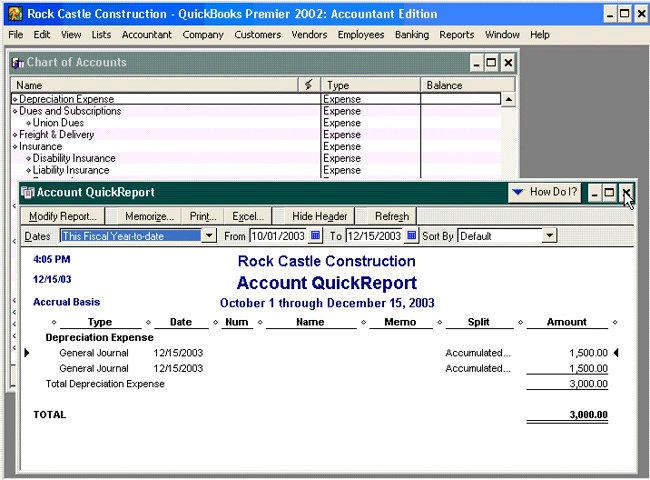 Rock Castle Construction - QuickBooks Premier 2002: Accountant Edition
File Edit View Lists Accountant Company Customers Vendors Employees Banking Reports Window Help
Chart of Accounts
Name Type Balance
Depreciation Expense Expense
Dues and Subscriptions Expense
Union Dues Expense
Freight & Delivery Expense
Insurance Expense
Disability Insurance Expense
Liability Insurance Expense
Account QuickReport How Do I?
Modify Report... Memorize... Print... Excel... Hide Header Refresh
Dates This Fiscal Year-to-date From 10/01/2003 To 12/15/2003 Sort By Default
4:05 PM Rock Castle Construction
12/15/03 Account QuickReport
Accrual Basis October 1 through December 15, 2003
Type Date Num Name Memo Split Amount
Depreciation Expense
General Journal 12/15/2003 Accumulated... 1,500.00
General Journal 12/15/2003 Accumulated... 1,500.00
Total Depreciation Expense 3,000.00
TOTAL 3,000.00